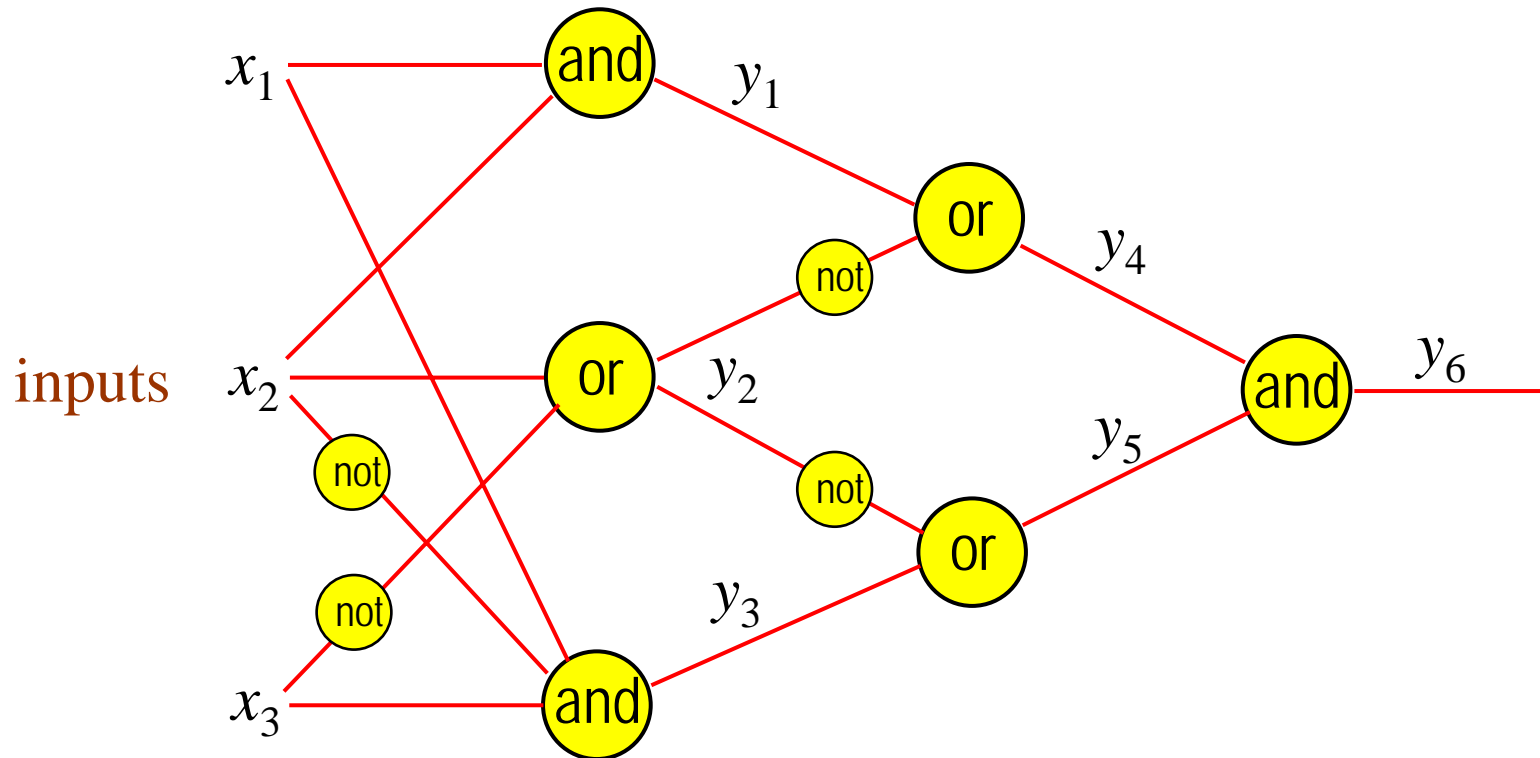 x1
and
y1
or
not
y4
inputs
x2
or
y2
and
y6
not
not
y5
or
not
y3
x3
and